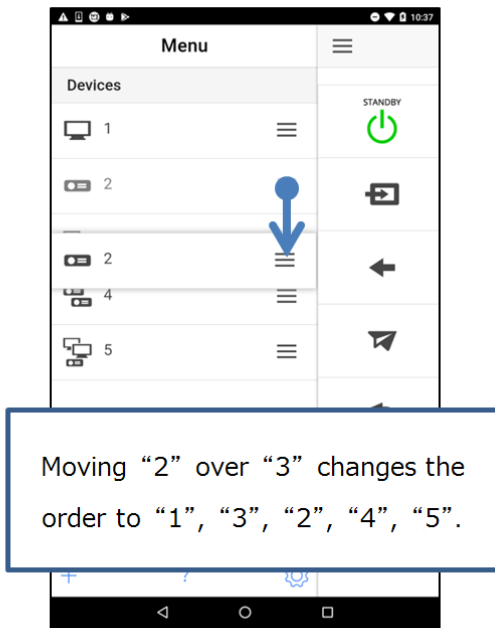 10:37
Menu
Devices
STANDBY
1
2
2
4
5
Moving “2” over “3” changes the
order to “1”, “3”, “2”, “4”, “5”.
+ ?